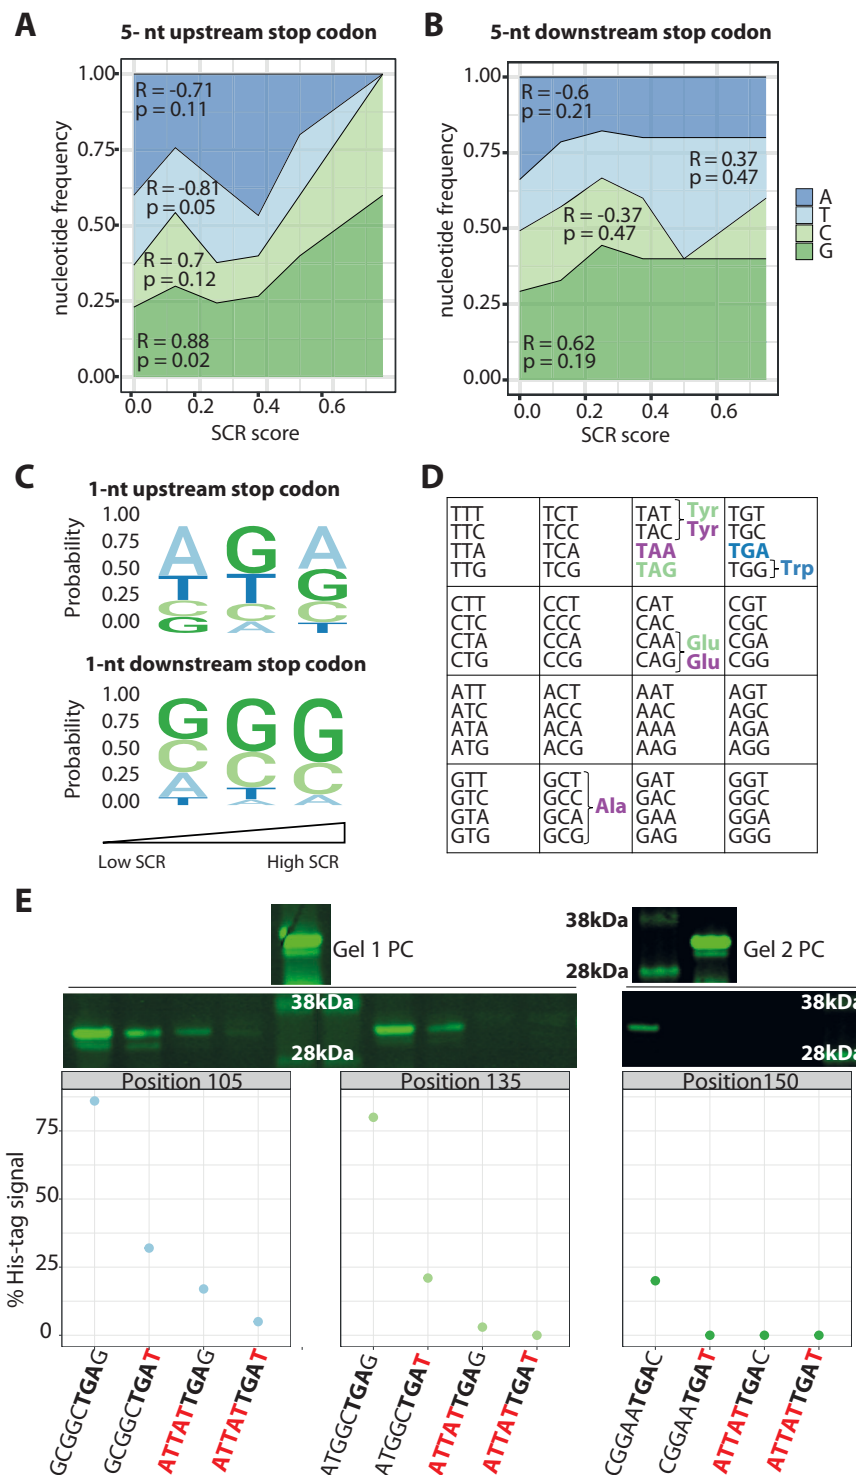 A
5- nt upstream stop codon
nucleotide frequency
1.00
0.75
0.50
0.25
0.00
R = -0.71
p = 0.11
R = -0.81
p = 0.05
R = 0.7
p = 0.12
R = 0.88
p = 0.02
0.0 0.2 0.4 0.6
SCR score
B
5-nt downstream stop codon
nucleotide frequency
1.00
0.75
0.50
0.25
0.00
R = -0.6
p = 0.21
R = 0.37
p = 0.47
R = -0.37
p = 0.47
R = 0.62
p = 0.19
0.0 0.2 0.4 0.6
SCR score
A
T
C
G
C
1-nt upstream stop codon
Probability
1.00
0.75
0.50
0.25
0.00
A G A
T T G
C C C
G A T
1-nt downstream stop codon
Probability
1.00
0.75
0.50
0.25
0.00
G G G
C C C
A T A
T A
Low SCR High SCR
D
TTT TCT TAT Tyr TGT
TTC TCC TAC Tyr TGC
TTA TCA TAA TGA
TTG TCG TAG TGG Trp
CTT CCT CAT CGT
CTC CCC CAC CGC
CTA CCA CAA Glu CGA
CTG CCG CAG Glu CGG
ATT ACT AAT AGT
ATC ACC AAC AGC
ATA ACA AAA AGA
ATG ACG AAG AGG
GTT GCT GAT GGT
GTC GCC GAC GGC
GTA GCA Ala GAA GGA
GTG GCG GAG GGG
E
Gel 1 PC
38kDa
28kDa
Gel 2 PC
38kDa
28kDa
38kDa
28kDa
Position 105
Position 135
Position150
% His-tag signal
75
50
25
0
GCGGCTGAG
GCGGCTGAT
ATTATTGAG
ATTATTGAT
ATGGCTGAG
ATGGCTGAT
ATTATTGAG
ATTATTGAT
CGGAATGAC
CGGAATGAT
ATTATTGAC
ATTATTGAT